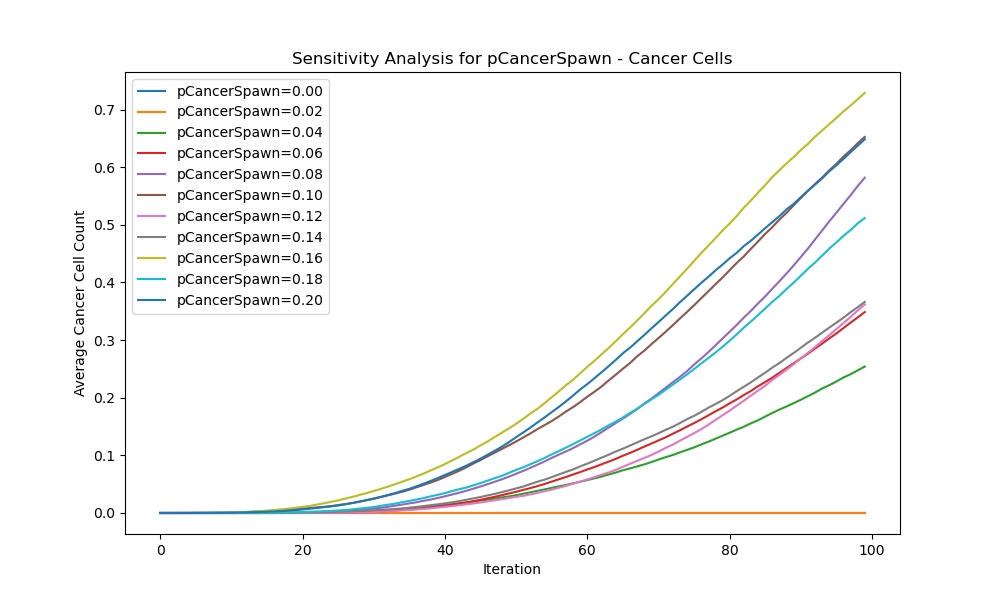 Sensitivity Analysis for pCancerSpawn - Cancer Cells
pCancerSpawn=0.00
pCancerSpawn=0.02
pCancerSpawn=0.04
pCancerSpawn=0.06
pCancerSpawn=0.08
pCancerSpawn=0.10
pCancerSpawn=0.12
pCancerSpawn=0.14
pCancerSpawn=0.16
pCancerSpawn=0.18
pCancerSpawn=0.20
Average Cancer Cell Count
0.7
0.6
0.5
0.4
0.3
0.2
0.1
0.0
0 20 40 60 80 100
Iteration